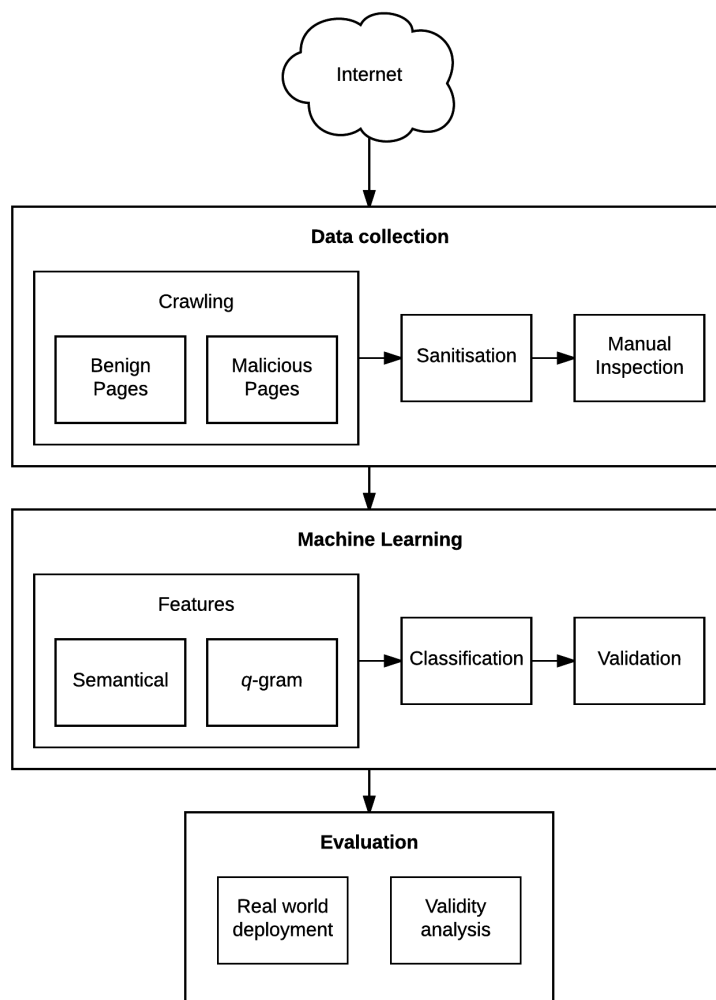 Internet
Data collection
Crawling
Benign
Pages
Malicious
Pages
Sanitisation
Manual
Inspection
Machine Learning
Features
Semantical
q-gram
Classification
Validation
Evaluation
Real world
deployment
Validity
analysis